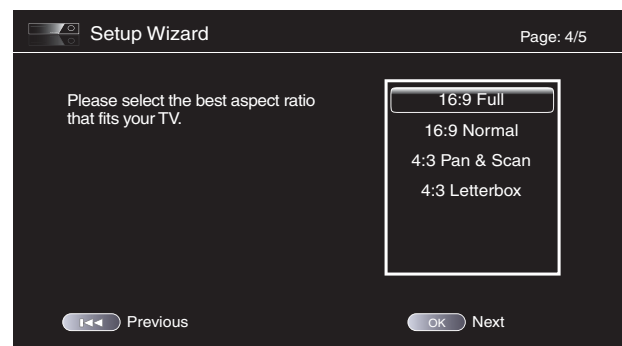 Setup Wizard
Page: 4/5
Please select the best aspect ratio
that fits your TV.
16:9 Full
16:9 Normal
4:3 Pan & Scan
4:3 Letterbox
Previous
OK
Next